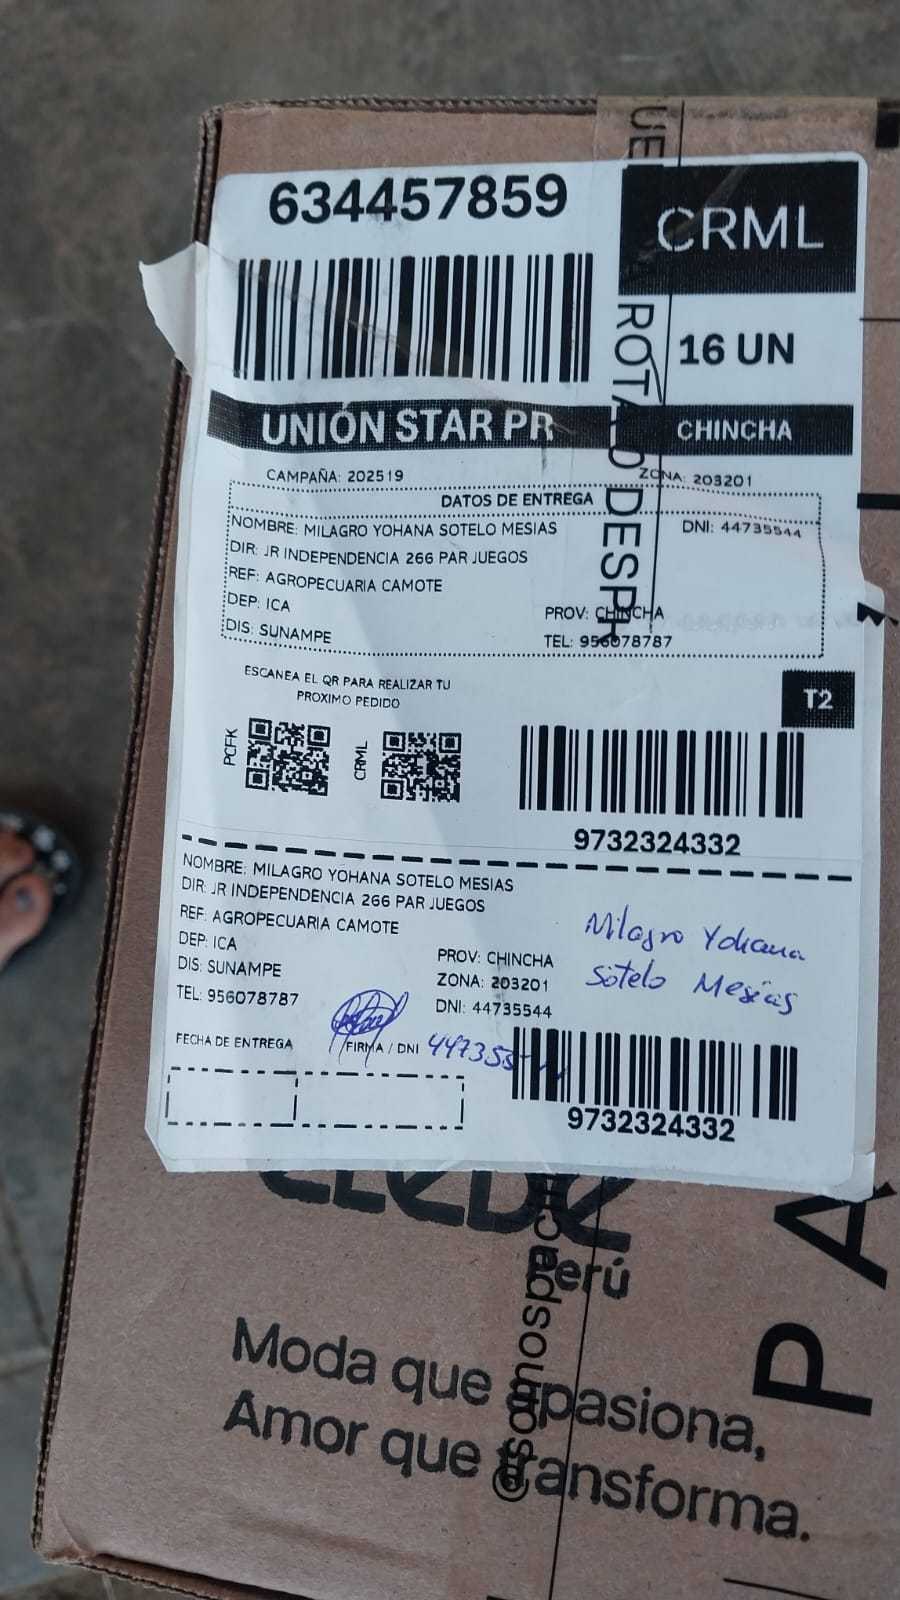 634457859
CRML
16 UN
UNIÓN STAR PR
CHINCHA
CAMPAÑA: 202519
ZONA: 203201
DATOS DE ENTREGA
NOMBRE: MILAGRO YOHANA SOTELO MESIAS
DNI: 44735544
DIR: JR INDEPENDENCIA 266 PAR JUEGOS
REF: AGROPECUARIA CAMOTE
DEP: ICA
PROV: CHINCHA
DIS: SUNAMPE
TEL: 956078787
ESCANEA EL QR PARA REALIZAR TU
PROXIMO PEDIDO
T2
PCFK
CRML
9732324332
NOMBRE: MILAGRO YOHANA SOTELO MESIAS
DIR: JR INDEPENDENCIA 266 PAR JUEGOS
REF: AGROPECUARIA CAMOTE
DEP: ICA
PROV: CHINCHA
DIS: SUNAMPE
ZONA: 203201
TEL: 956078787
DNI: 44735544
Milagro Yohana
Sotelo Mesías
FECHA DE ENTREGA
FIRMA / DNI
9732324332
Perú
Moda que apasiona,
Amor que transforma.
PA